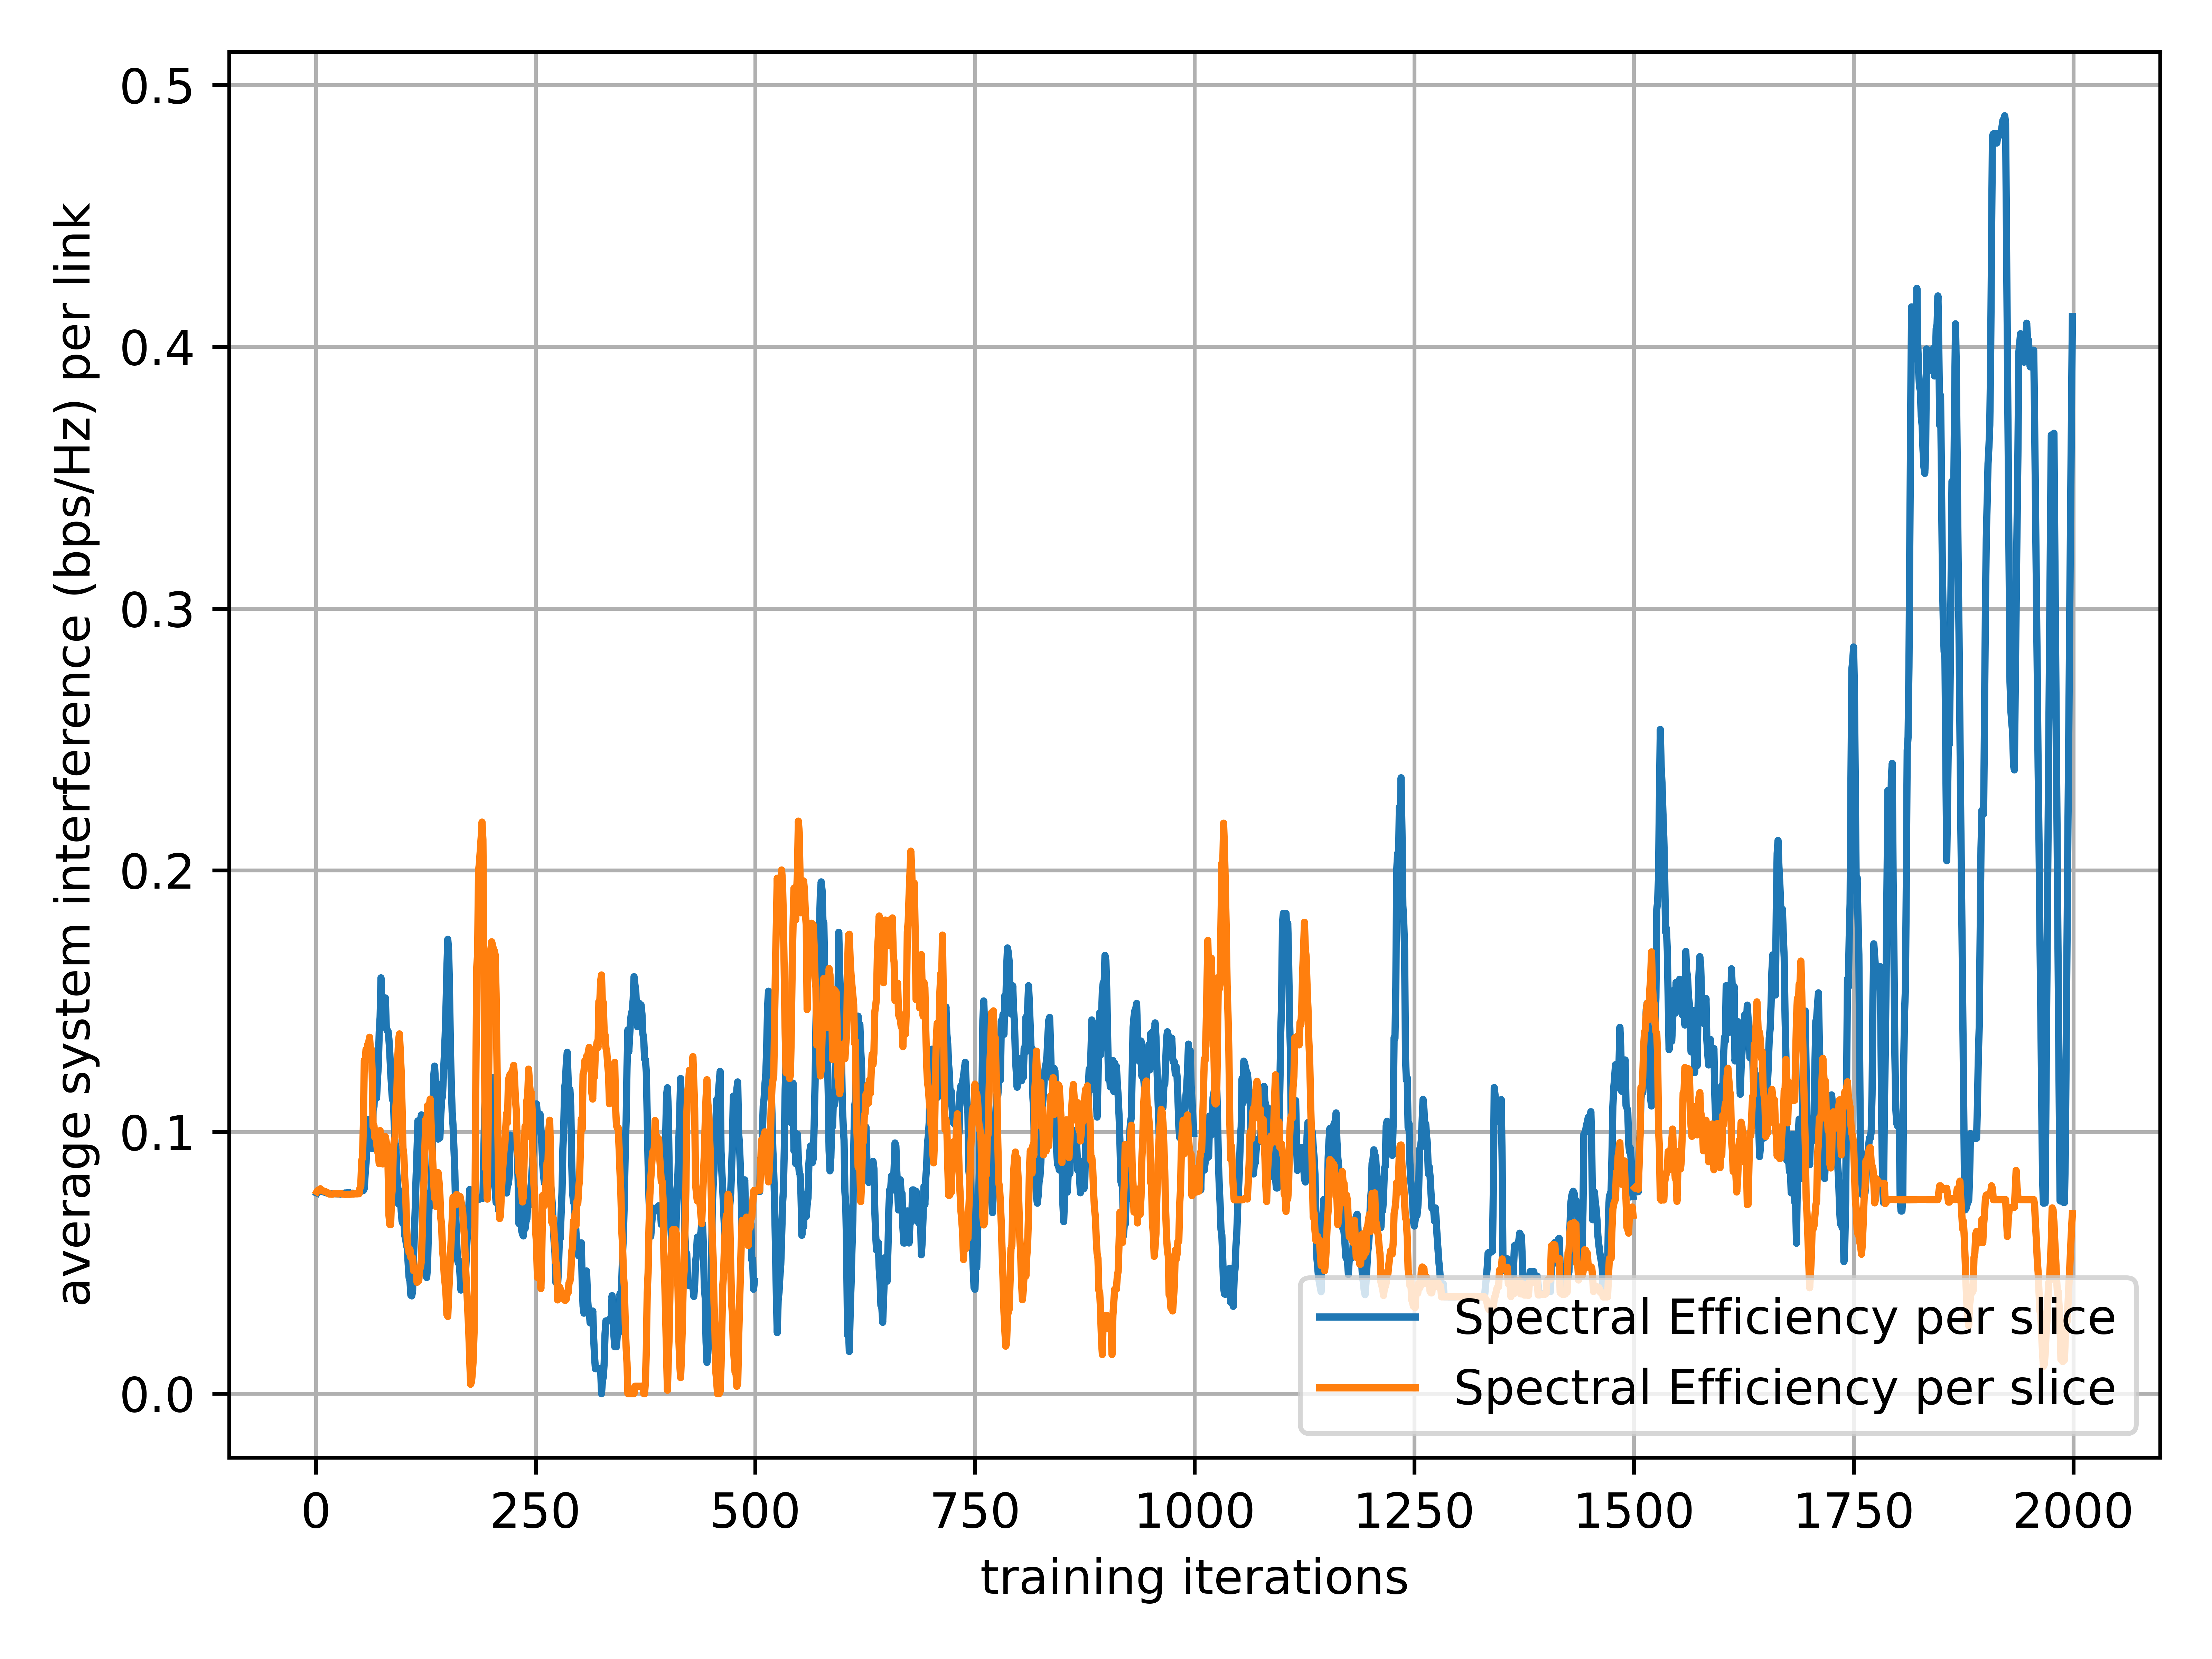 average system interference (bps/Hz) per link
0.5
0.4
0.3
0.2
0.1
0.0
Spectral Efficiency per slice
Spectral Efficiency per slice
0 250 500 750 1000 1250 1500 1750 2000
training iterations